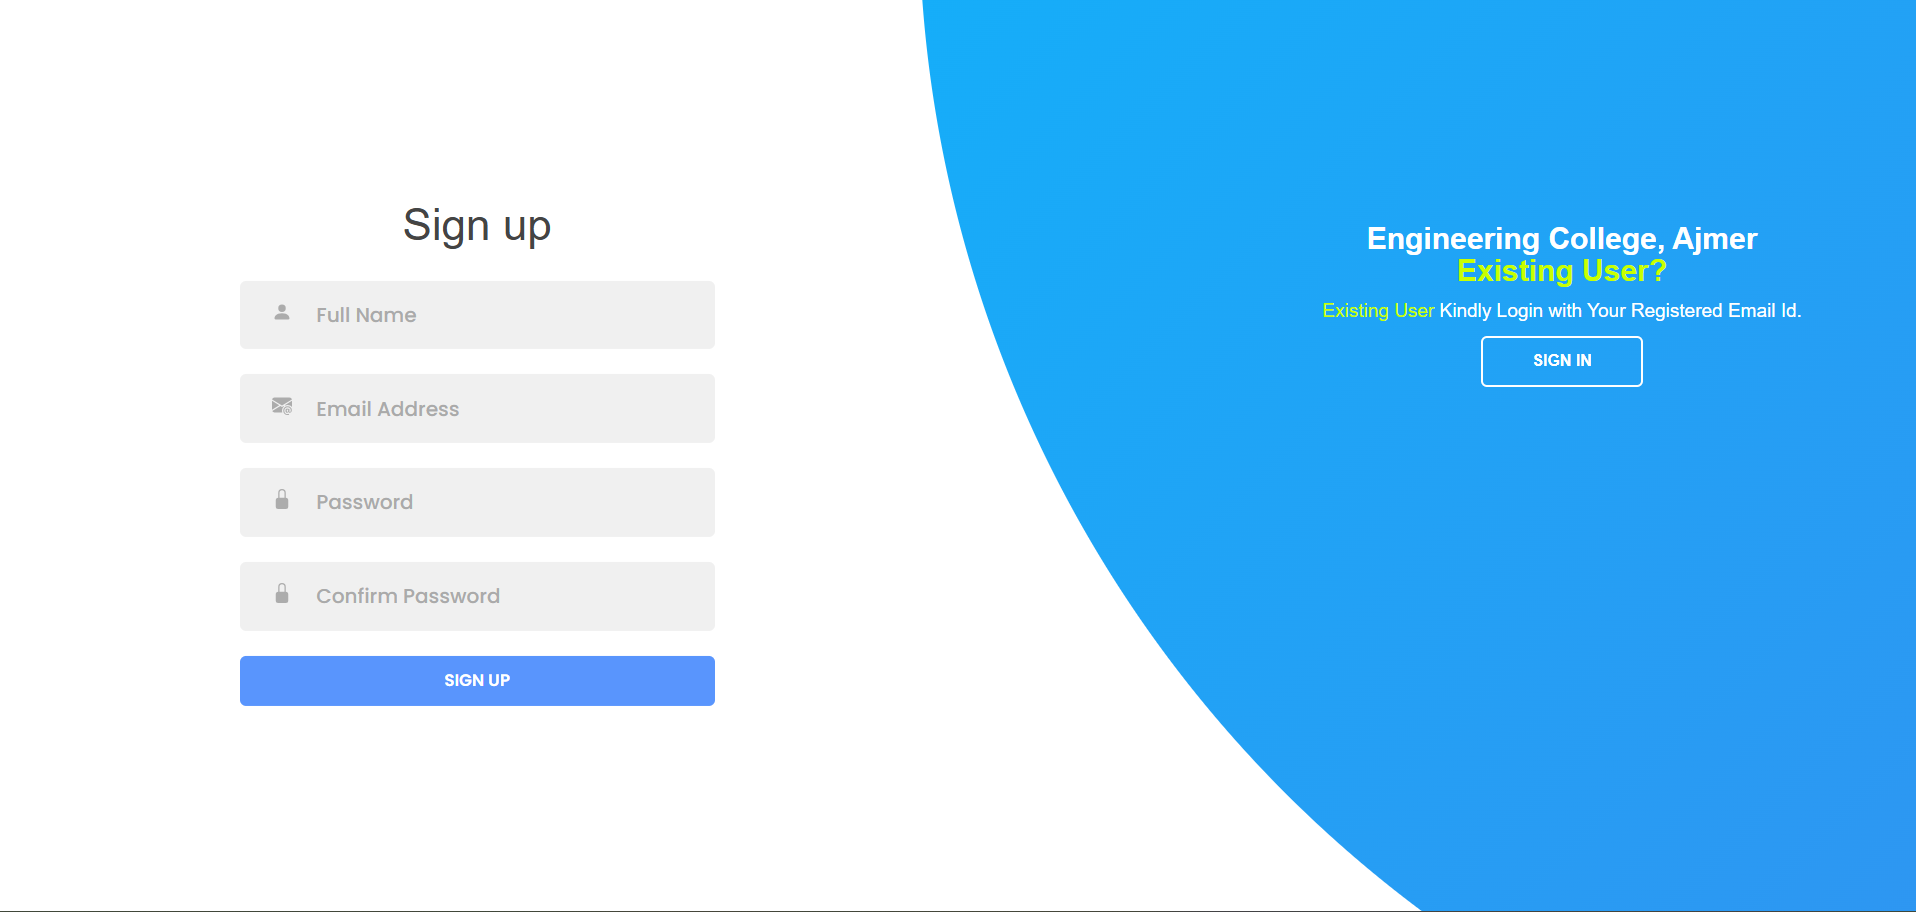 Sign up
Full Name
Email Address
Password
Confirm Password
SIGN UP
Engineering College, Ajmer
Existing User?
Existing User Kindly Login with Your Registered Email Id.
SIGN IN